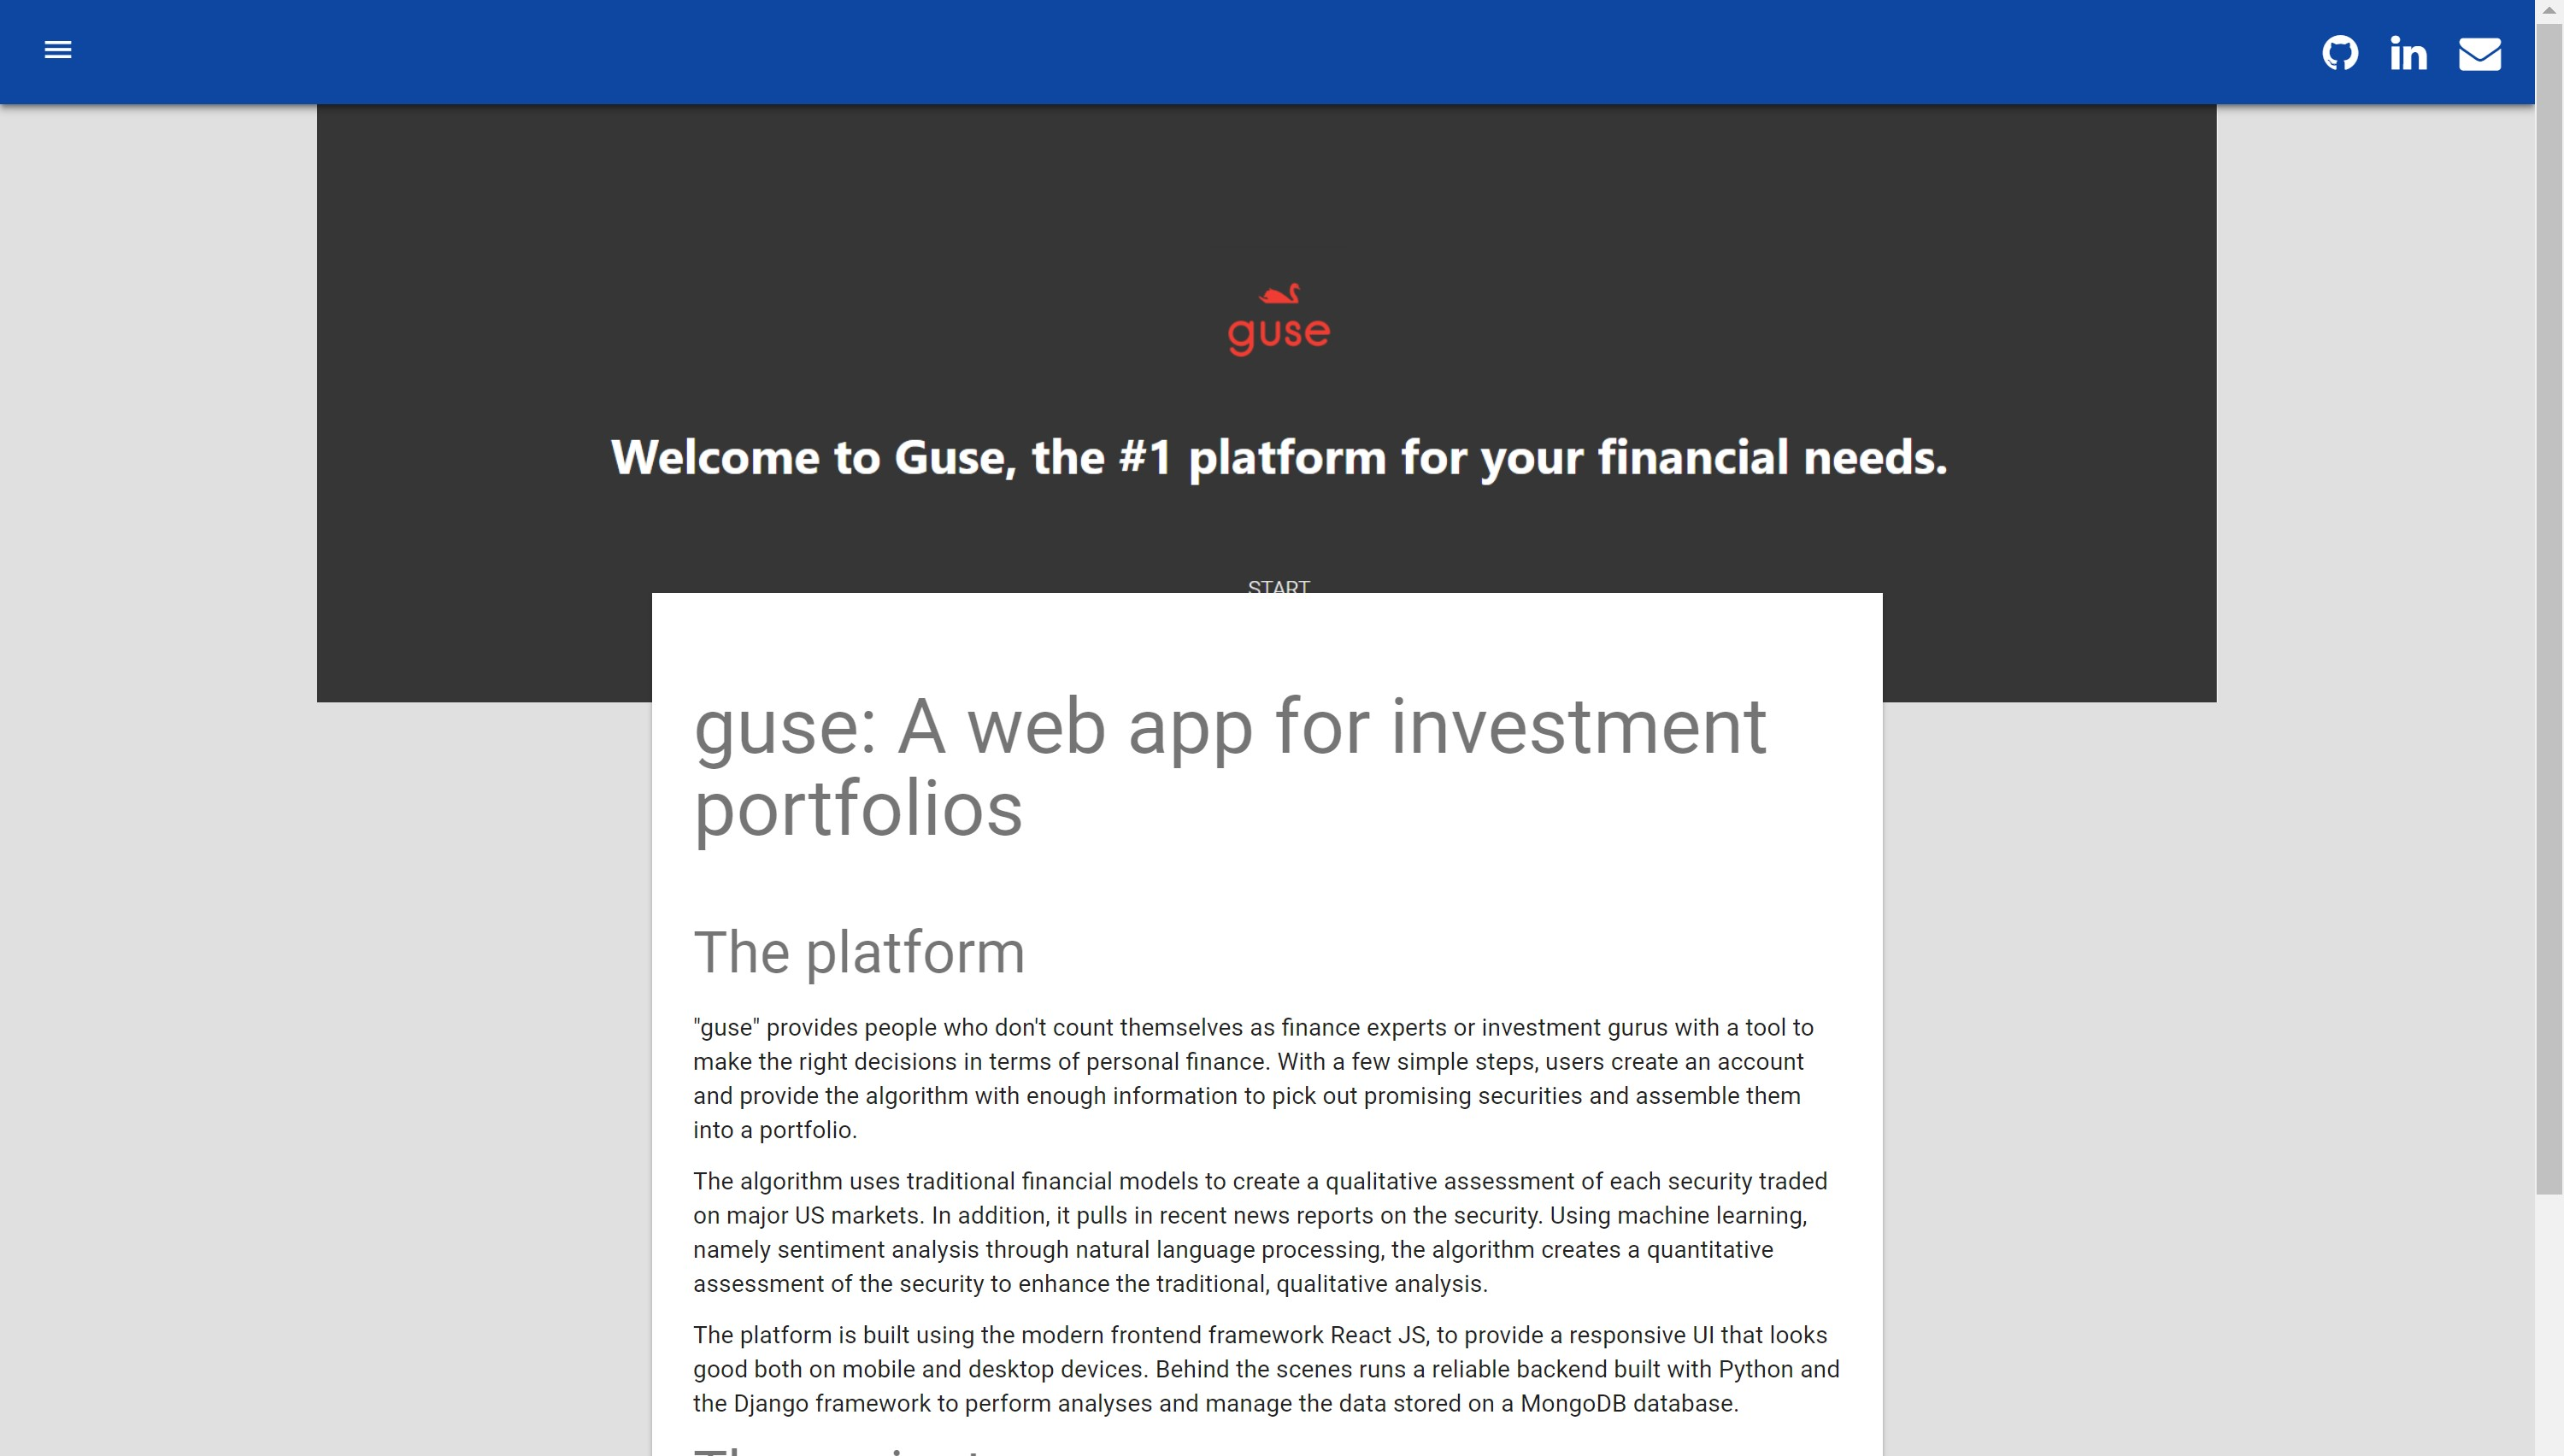 guse
Welcome to Guse, the #1 platform for your financial needs.
START
guse: A web app for investment
portfolios
The platform
"guse" provides people who don't count themselves as finance experts or investment gurus with a tool to
make the right decisions in terms of personal finance. With a few simple steps, users create an account
and provide the algorithm with enough information to pick out promising securities and assemble them
into a portfolio.
The algorithm uses traditional financial models to create a qualitative assessment of each security traded
on major US markets. In addition, it pulls in recent news reports on the security. Using machine learning,
namely sentiment analysis through natural language processing, the algorithm creates a quantitative
assessment of the security to enhance the traditional, qualitative analysis.
The platform is built using the modern frontend framework React JS, to provide a responsive UI that looks
good both on mobile and desktop devices. Behind the scenes runs a reliable backend built with Python and
the Django framework to perform analyses and manage the data stored on a MongoDB database.